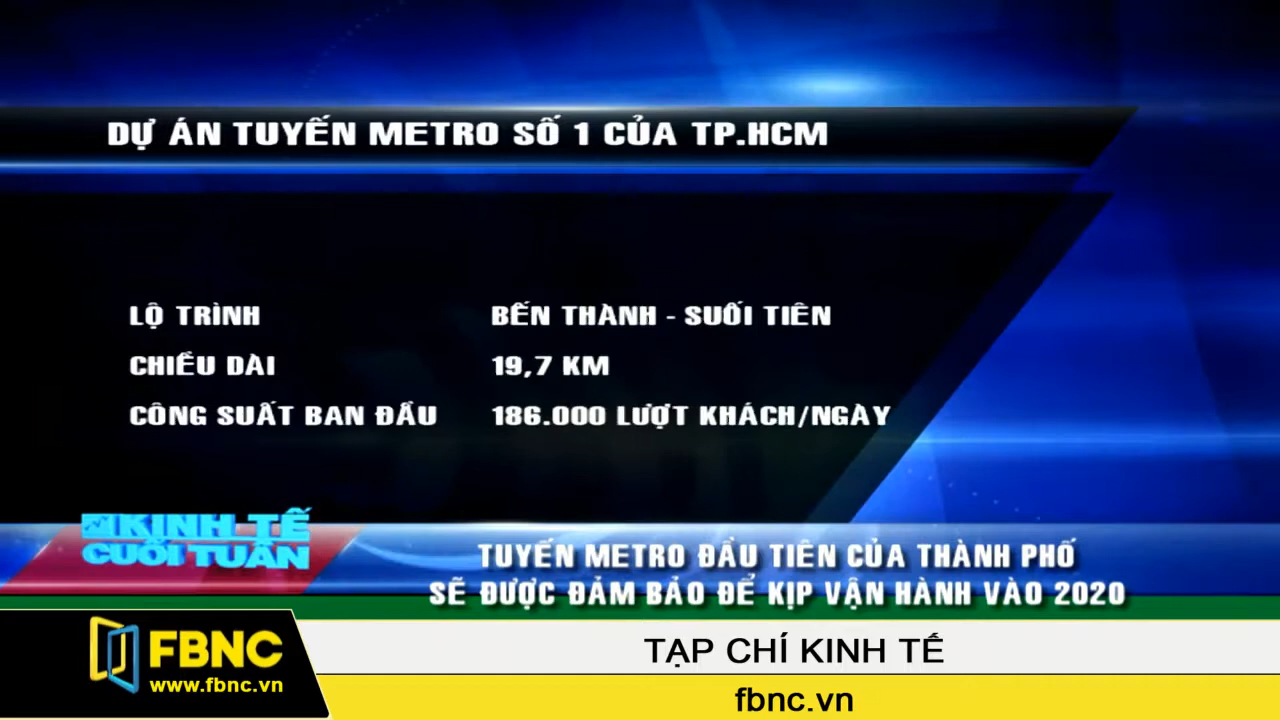 DỰ ÁN TUYẾN METRO SỐ 1 CỦA TP.HCM
LỘ TRÌNH BẾN THÀNH - SUỐI TIÊN
CHIỀU DÀI 19,7 KM
CÔNG SUẤT BAN ĐẦU 186.000 LƯỢT KHÁCH/NGÀY
KINH TẾ
CUỐI TUẦN
TUYẾN METRO ĐẦU TIÊN CỦA THÀNH PHỐ
SẼ ĐƯỢC ĐẢM BẢO ĐỂ KỊP VẬN HÀNH VÀO 2020
FBNC
www.fbnc.vn
TẠP CHÍ KINH TẾ
fbnc.vn